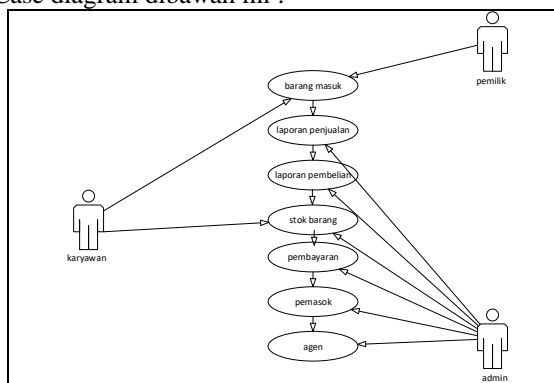 Case diagram dibawah ini :
pemilik
barang masuk
laporan penjualan
laporan pembelian
stok barang
karyawan
pembayaran
pemasok
agen
admin